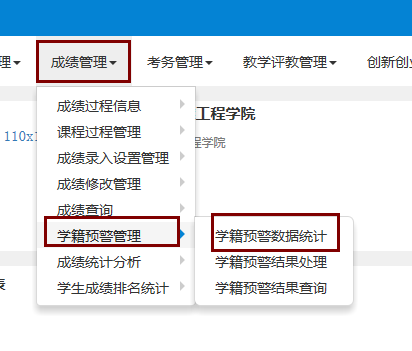 理 成绩管理 考务管理 教学评教管理 创新创业
成绩过程信息 工程学院
课程过程管理 110x1 程学院
成绩录入设置管理
成绩修改管理
成绩查询
学籍预警管理 学籍预警数据统计
成绩统计分析 学籍预警结果处理
学生成绩排名统计 学籍预警结果查询
表